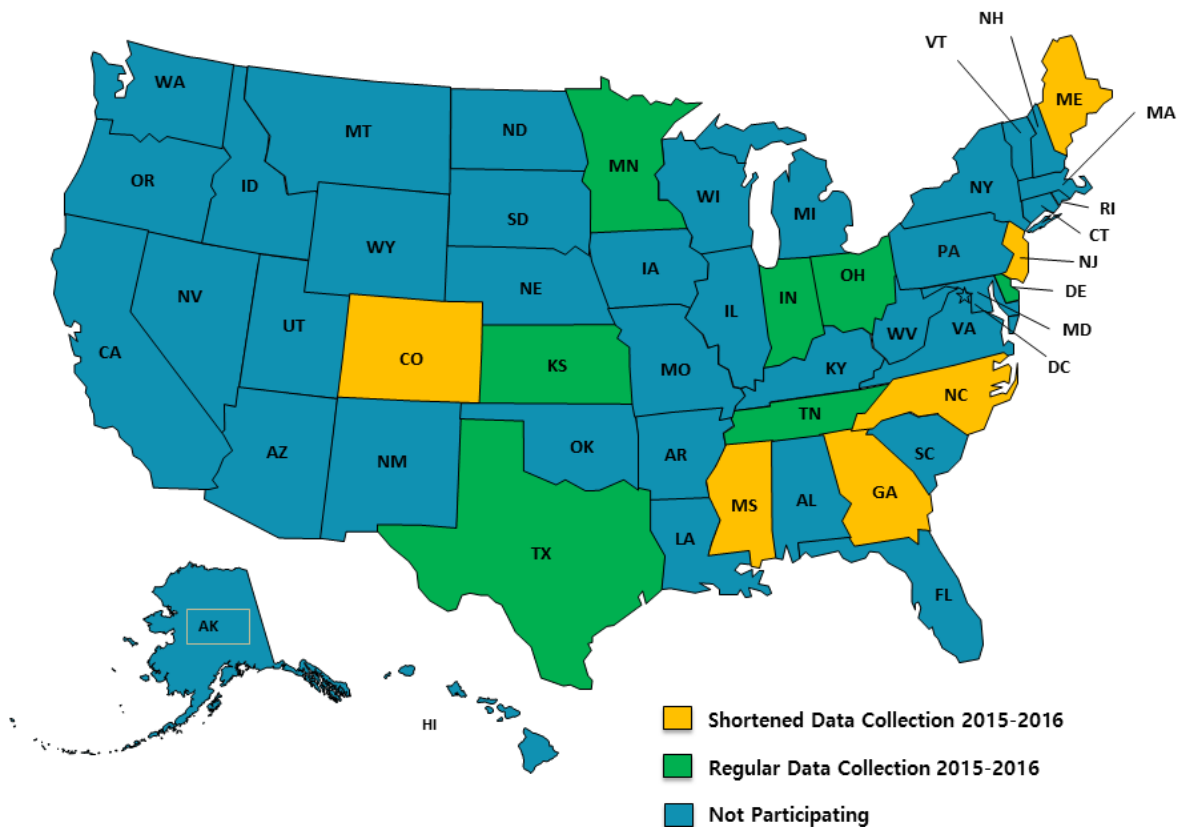 NH
VT
WA
ME
MT
ND
MA
MN
OR
ID
WI
NY
MI
SD
RI
WY
CT
PA
NJ
IA
OH
NE
DE
NV
IN
IL
UT
MD
VA
WV
CA
CO
KS
MO
KY
DC
NC
TN
OK
AZ
NM
AR
SC
GA
MS
AL
LA
TX
FL
AK
HI
Shortened Data Collection 2015-2016
Regular Data Collection 2015-2016
Not Participating